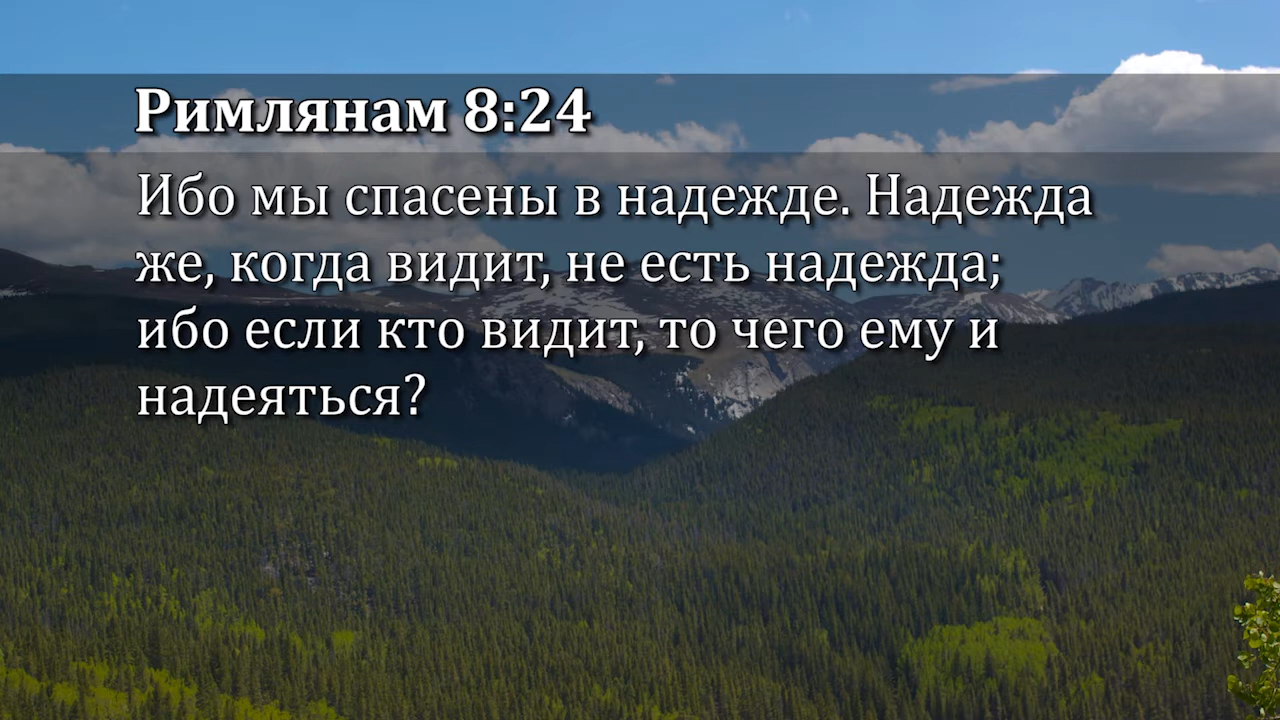 Римлянам 8:24
Ибо мы спасены в надежде. Надежда
же, когда видит, не есть надежда;
ибо если кто видит, то чего ему и
надеяться?